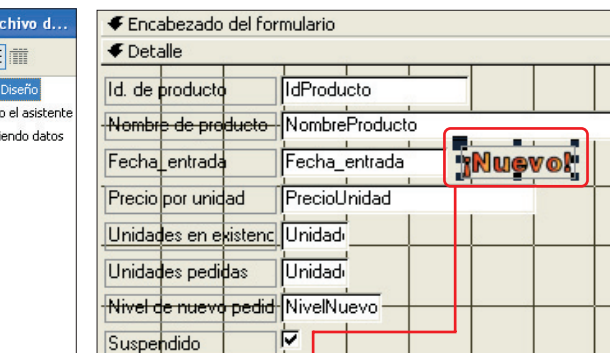 chivo d...
Diseño
o el asistente
iendo datos
Encabezado del formulario
Detalle
Id. de producto IdProducto
Nombre de producto NombreProducto
Fecha_entrada Fecha_entrada
¡Nuevo!
Precio por unidad PrecioUnidad
Unidades en existenc Unidad
Unidades pedidas Unidad
Nivel de nuevo pedid NivelNuevo
Suspendido